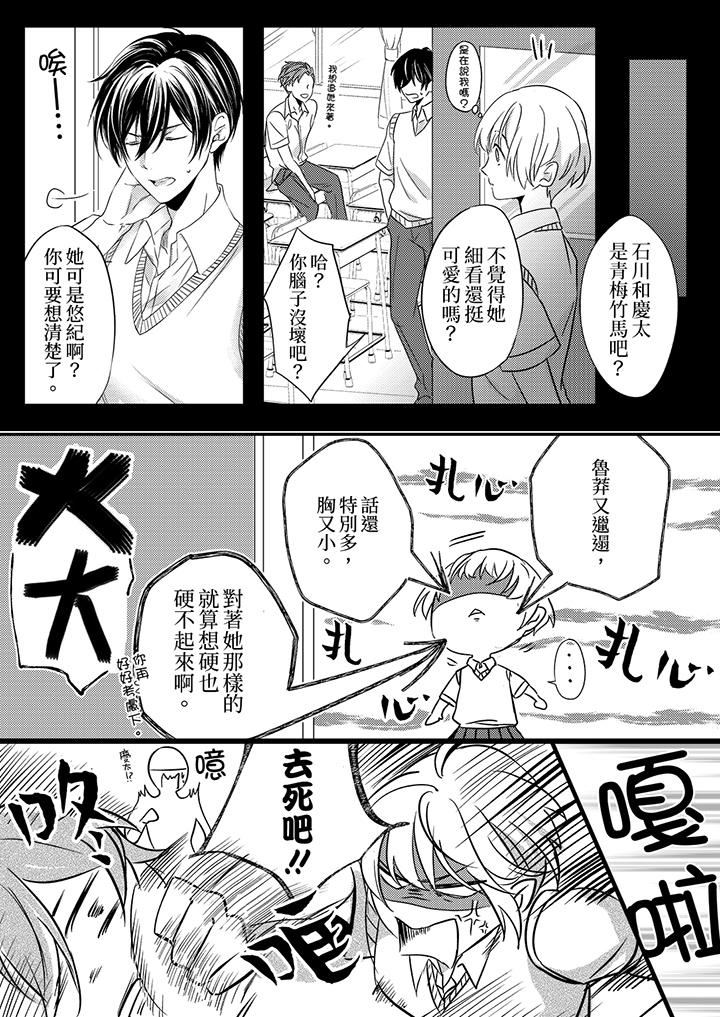 石川和慶太
是青梅竹馬吧？
是在說我嗎？
不覺得她
細看還挺
可愛的嗎？
我想追她來著。
哈？
你腦子沒壞吧？
唉——…
她可是悠紀啊？
你可要想清楚了。
魯莽又邋遢，
扎心
話還
特別多，
胸又小。
扎心
扎心
…
對著她那樣的
就算想硬也
硬不起來啊。
你再
好好考慮下。
大
大
嘎啦
去死吧！！
噫
慶太!?
咚